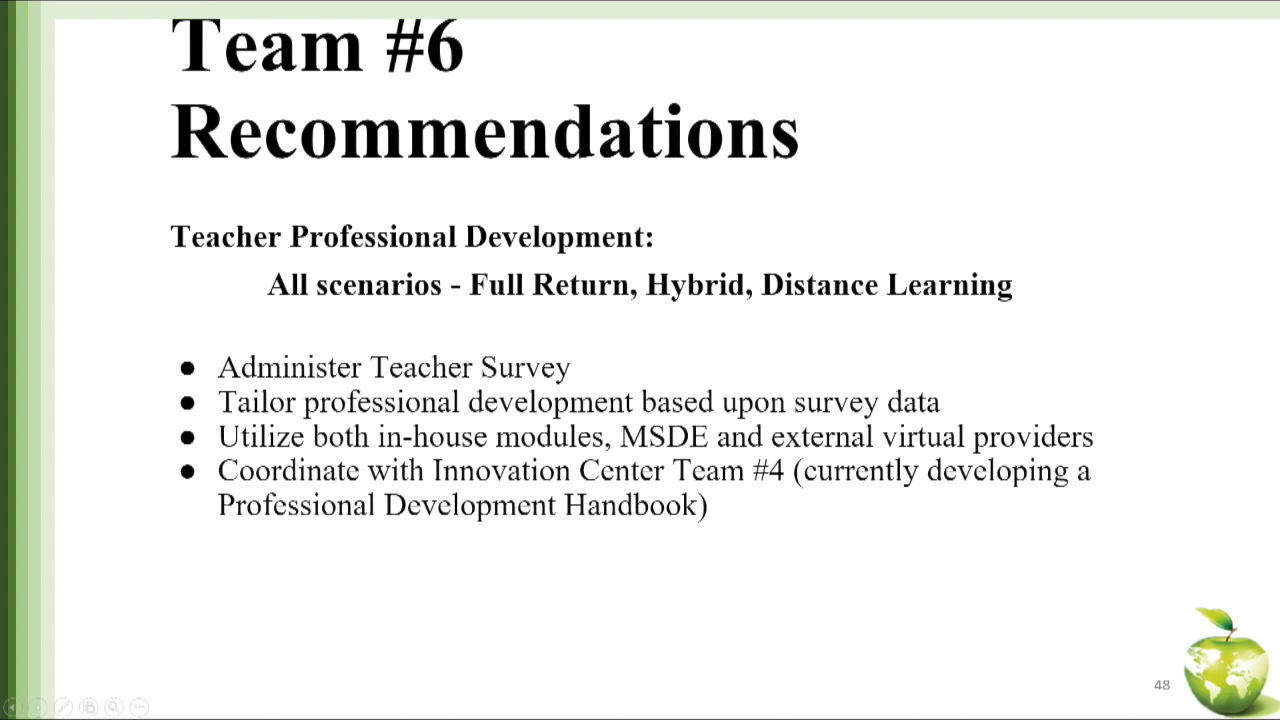 Team #6
Recommendations
Teacher Professional Development:
All scenarios - Full Return, Hybrid, Distance Learning
● Administer Teacher Survey
● Tailor professional development based upon survey data
● Utilize both in-house modules, MSDE and external virtual providers
● Coordinate with Innovation Center Team #4 (currently developing a
Professional Development Handbook)
48